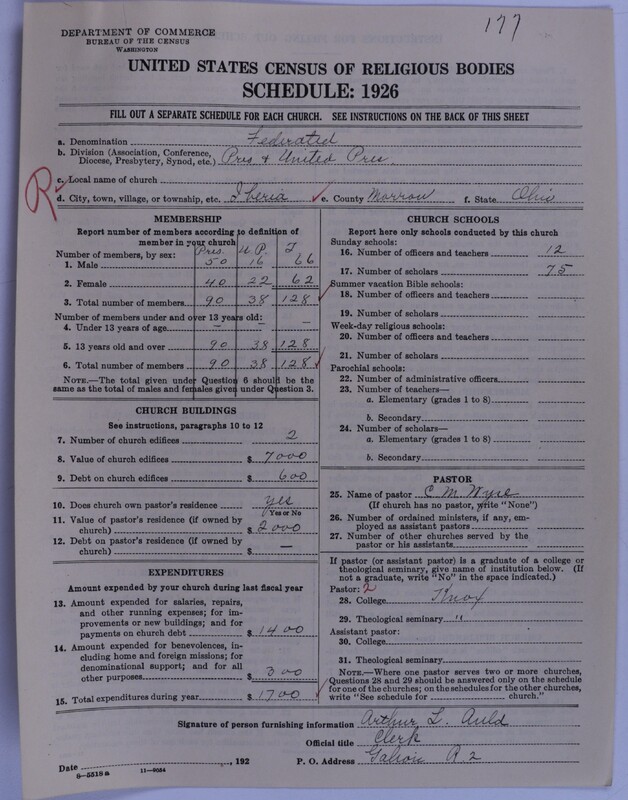 177
DEPARTMENT OF COMMERCE
BUREAU OF THE CENSUS
WASHINGTON
UNITED STATES CENSUS OF RELIGIOUS BODIES
SCHEDULE: 1926
FILL OUT A SEPARATE SCHEDULE FOR EACH CHURCH. SEE INSTRUCTIONS ON THE BACK OF THIS SHEET
a. Denomination Federated
b. Division (Association, Conference,
Diocese, Presbytery, Synod, etc.) Pres & United Pres.
c. Local name of church
R
d. City, town, village, or township, etc. Iberia e. County Morrow f. State Ohio
MEMBERSHIP
Report number of members according to definition of
member in your church
Pres. U. P. T
Number of members, by sex:
1. Male 50 16 66
2. Female 40 22 62
3. Total number of members 90 38 128
Number of members under and over 13 years old:
4. Under 13 years of age — — —
5. 13 years old and over 90 38 128
6. Total number of members 90 38 128
NOTE.—The total given under Question 6 should be the
same as the total of males and females given under Question 3.
CHURCH BUILDINGS
See instructions, paragraphs 10 to 12
7. Number of church edifices 2
8. Value of church edifices $ 7000
9. Debt on church edifices $ 600
10. Does church own pastor's residence yes
(Yes or No)
11. Value of pastor's residence (if owned by
church) $ 2000
12. Debt on pastor's residence (if owned by
church) $ —
EXPENDITURES
Amount expended by your church during last fiscal year
13. Amount expended for salaries, repairs,
and other running expenses; for im-
provements or new buildings; and for
payments on church debt $ 1400
14. Amount expended for benevolences, in-
cluding home and foreign missions; for
denominational support; and for all
other purposes $ 300
15. Total expenditures during year $ 1700
CHURCH SCHOOLS
Report here only schools conducted by this church
Sunday schools:
16. Number of officers and teachers 12
17. Number of scholars 75
Summer vacation Bible schools:
18. Number of officers and teachers
19. Number of scholars
Week-day religious schools:
20. Number of officers and teachers
21. Number of scholars
Parochial schools:
22. Number of administrative officers
23. Number of teachers—
a. Elementary (grades 1 to 8)
b. Secondary
24. Number of scholars—
a. Elementary (grades 1 to 8)
b. Secondary
PASTOR
25. Name of pastor C M Wyse
(If church has no pastor, write "None")
26. Number of ordained ministers, if any, em-
ployed as assistant pastors
27. Number of other churches served by the
pastor or his assistants
If pastor (or assistant pastor) is a graduate of a college or
theological seminary, give name of institution below. (If
not a graduate, write "No" in the space indicated.)
Pastor: 2
28. College Knox
29. Theological seminary "
Assistant pastor:
30. College
31. Theological seminary
NOTE.—Where one pastor serves two or more churches,
Questions 28 and 29 should be answered only on the schedule
for one of the churches; on the schedules for the other churches,
write "See schedule for church."
Signature of person furnishing information Arthur L. Auld
Official title Clerk
Date , 192 P. O. Address Galion R 2
8-5518 a 11-9054